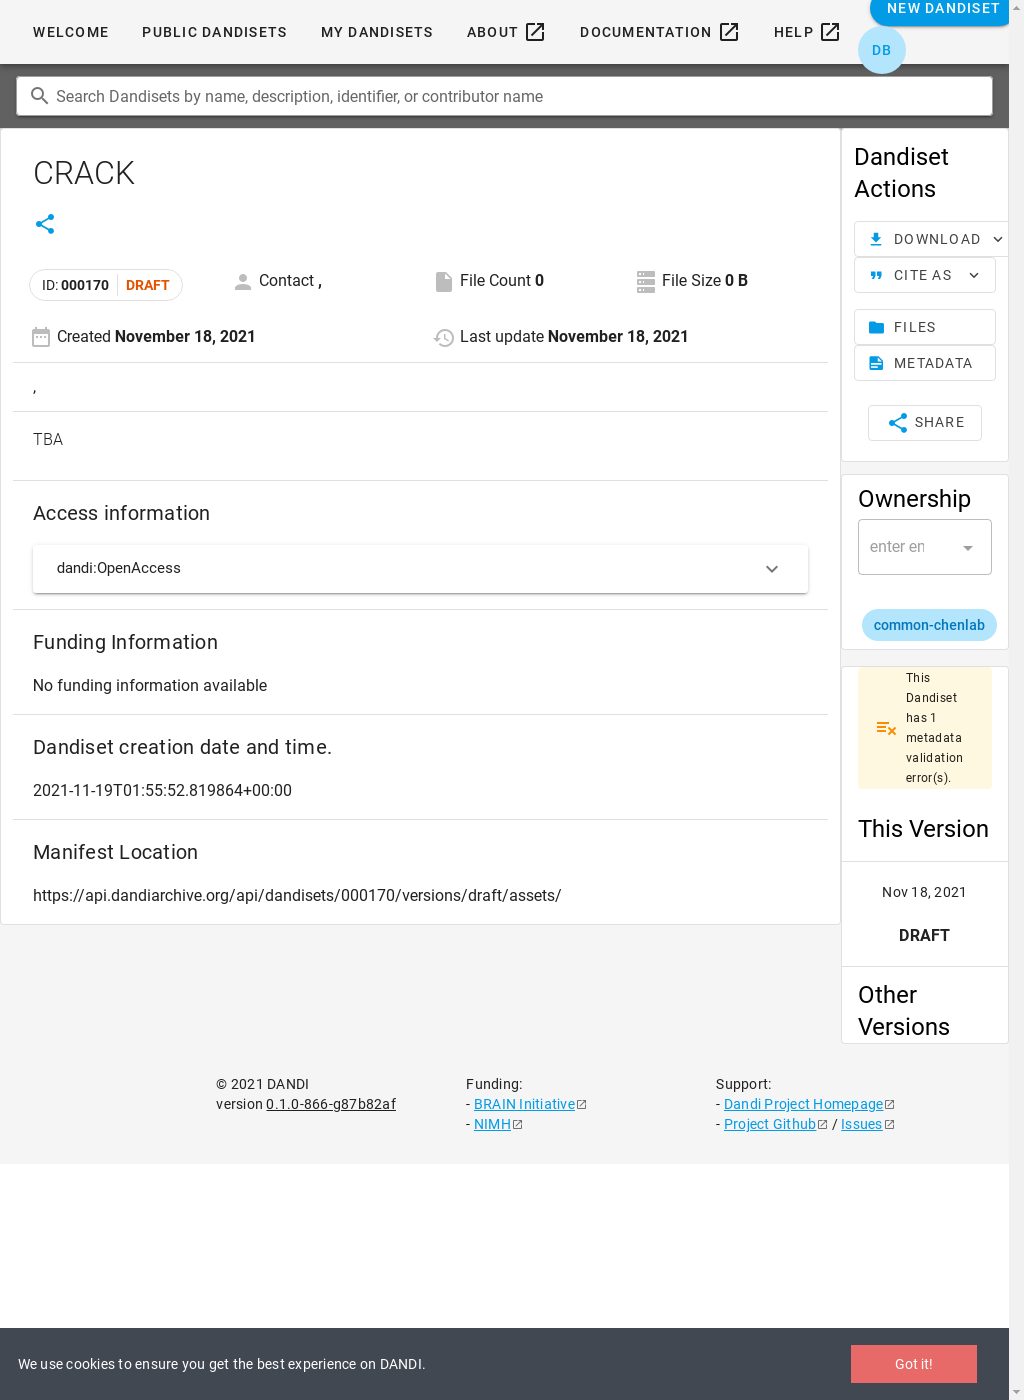 WELCOME
PUBLIC DANDISETS
MY DANDISETS
ABOUT
DOCUMENTATION
HELP
NEW DANDISET
DB
Search Dandisets by name, description, identifier, or contributor name
CRACK
ID: 000170 DRAFT
Contact ,
File Count 0
File Size 0 B
Created November 18, 2021
Last update November 18, 2021
,
TBA
Access information
dandi:OpenAccess
Funding Information
No funding information available
Dandiset creation date and time.
2021-11-19T01:55:52.819864+00:00
Manifest Location
https://api.dandiarchive.org/api/dandisets/000170/versions/draft/assets/
Dandiset
Actions
DOWNLOAD
CITE AS
FILES
METADATA
SHARE
Ownership
enter en
common-chenlab
This
Dandiset
has 1
metadata
validation
error(s).
This Version
Nov 18, 2021
DRAFT
Other
Versions
© 2021 DANDI
version 0.1.0-866-g87b82af
Funding:
- BRAIN Initiative
- NIMH
Support:
- Dandi Project Homepage
- Project Github / Issues
We use cookies to ensure you get the best experience on DANDI.
Got it!